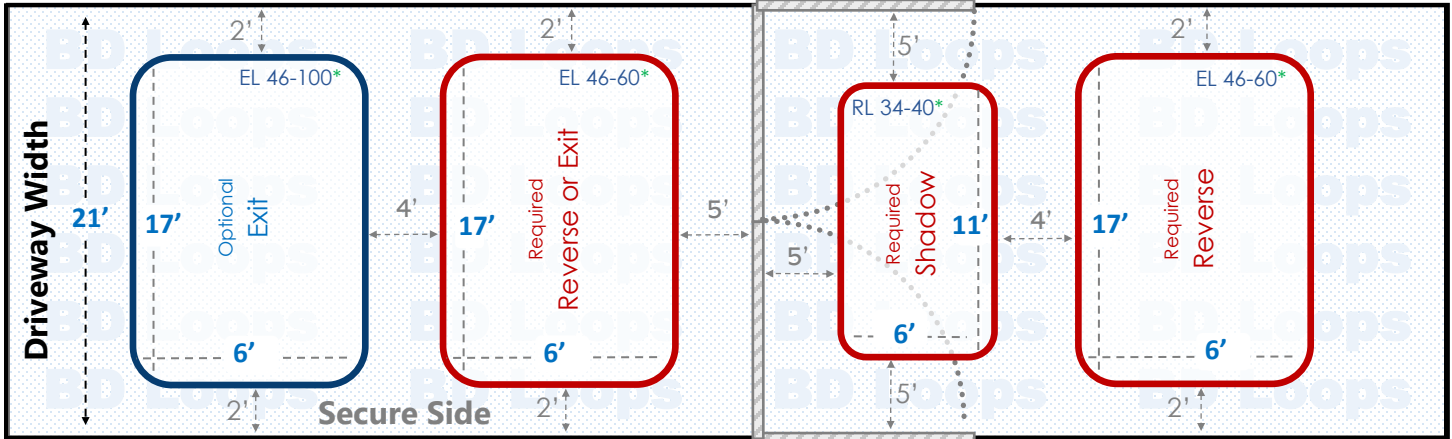 BD Loops
Driveway Width
21’
2’
EL 46-100*
17’
Optional
Exit
6’
2’
Secure Side
4’
2’
EL 46-60*
17’
Required
Reverse or Exit
6’
2’
5’
5’
5’
RL 34-40*
Required
Shadow
11’
6’
5’
4’
2’
EL 46-60*
17’
Required
Reverse
6’
2’